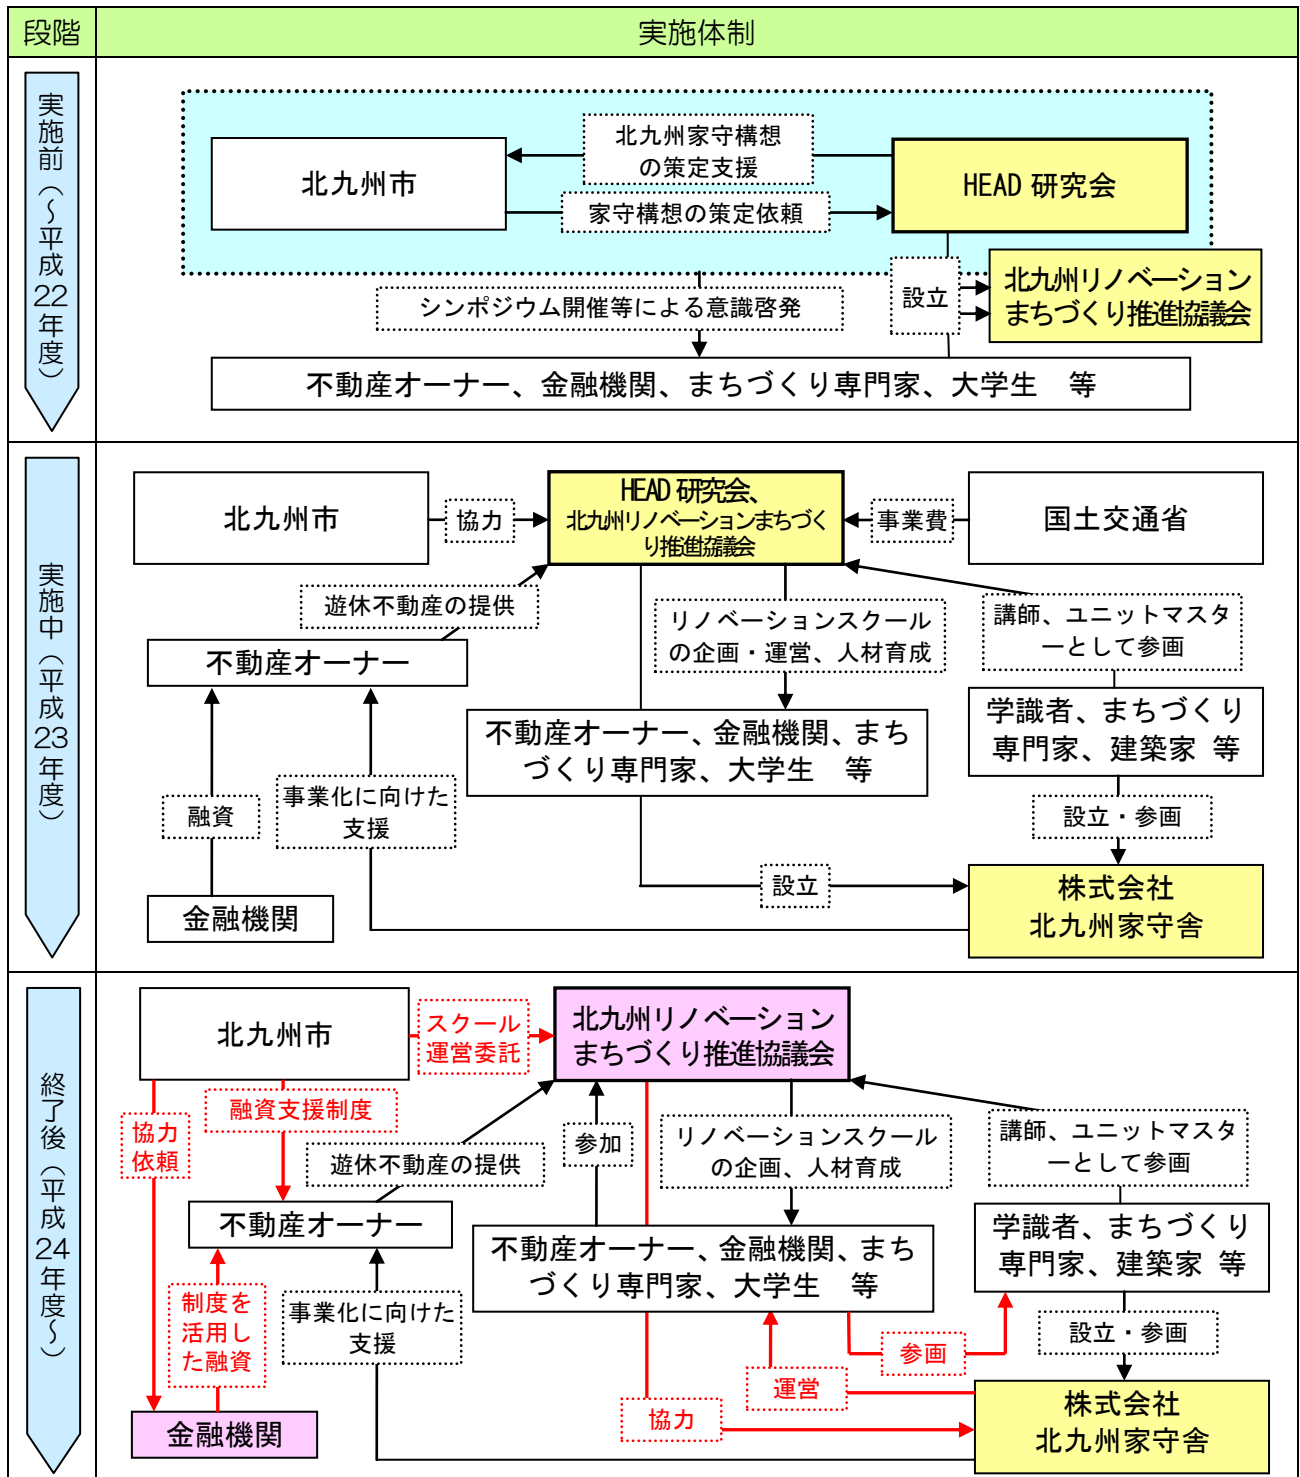 段階
実施体制
実施前（～平成22年度）
北九州市
北九州家守構想
の策定支援
家守構想の策定依頼
HEAD 研究会
設立
北九州リノベーション
まちづくり推進協議会
シンポジウム開催等による意識啓発
不動産オーナー、金融機関、まちづくり専門家、大学生　等
実施中（平成23年度）
北九州市
協力
HEAD 研究会、
北九州リノベーションまちづく
り推進協議会
事業費
国土交通省
遊休不動産の提供
リノベーションスクール
の企画・運営、人材育成
講師、ユニットマスタ
ーとして参画
不動産オーナー
不動産オーナー、金融機関、まち
づくり専門家、大学生　等
学識者、まちづくり
専門家、建築家 等
融資
事業化に向けた
支援
設立・参画
設立
金融機関
株式会社
北九州家守舎
終了後（平成24年度～）
北九州市
スクール
運営委託
北九州リノベーション
まちづくり推進協議会
協力
依頼
融資支援制度
遊休不動産の提供
参加
リノベーションスクール
の企画、人材育成
講師、ユニットマスタ
ーとして参画
不動産オーナー
不動産オーナー、金融機関、まち
づくり専門家、大学生　等
学識者、まちづくり
専門家、建築家 等
制度を
活用し
た融資
事業化に向けた
支援
参画
設立・参画
運営
協力
金融機関
株式会社
北九州家守舎